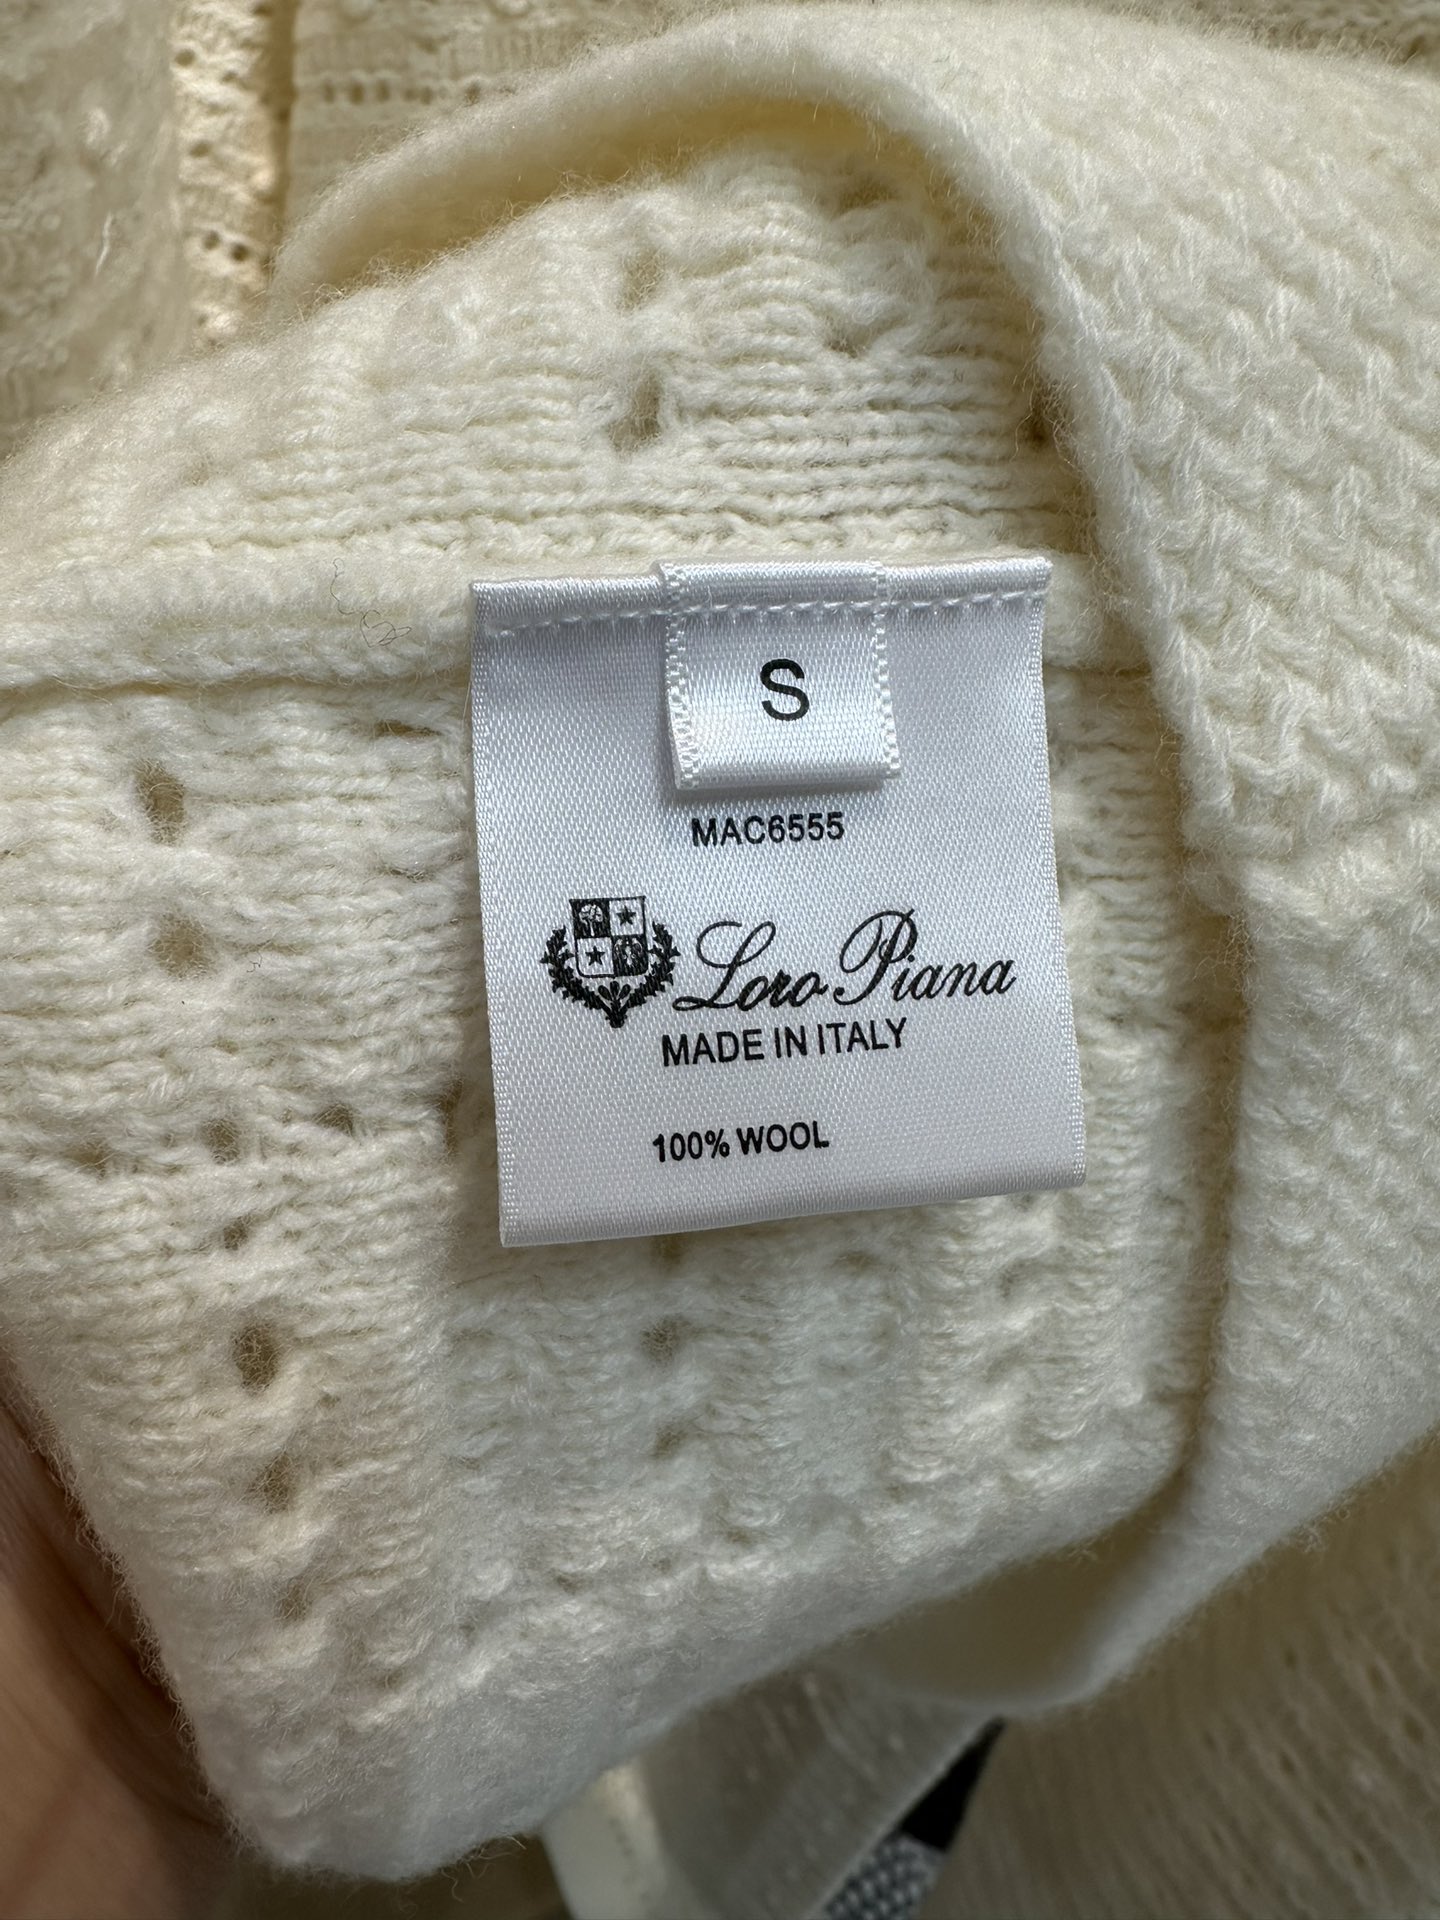 S
MAC6555
Loro Piana
MADE IN ITALY
100% WOOL